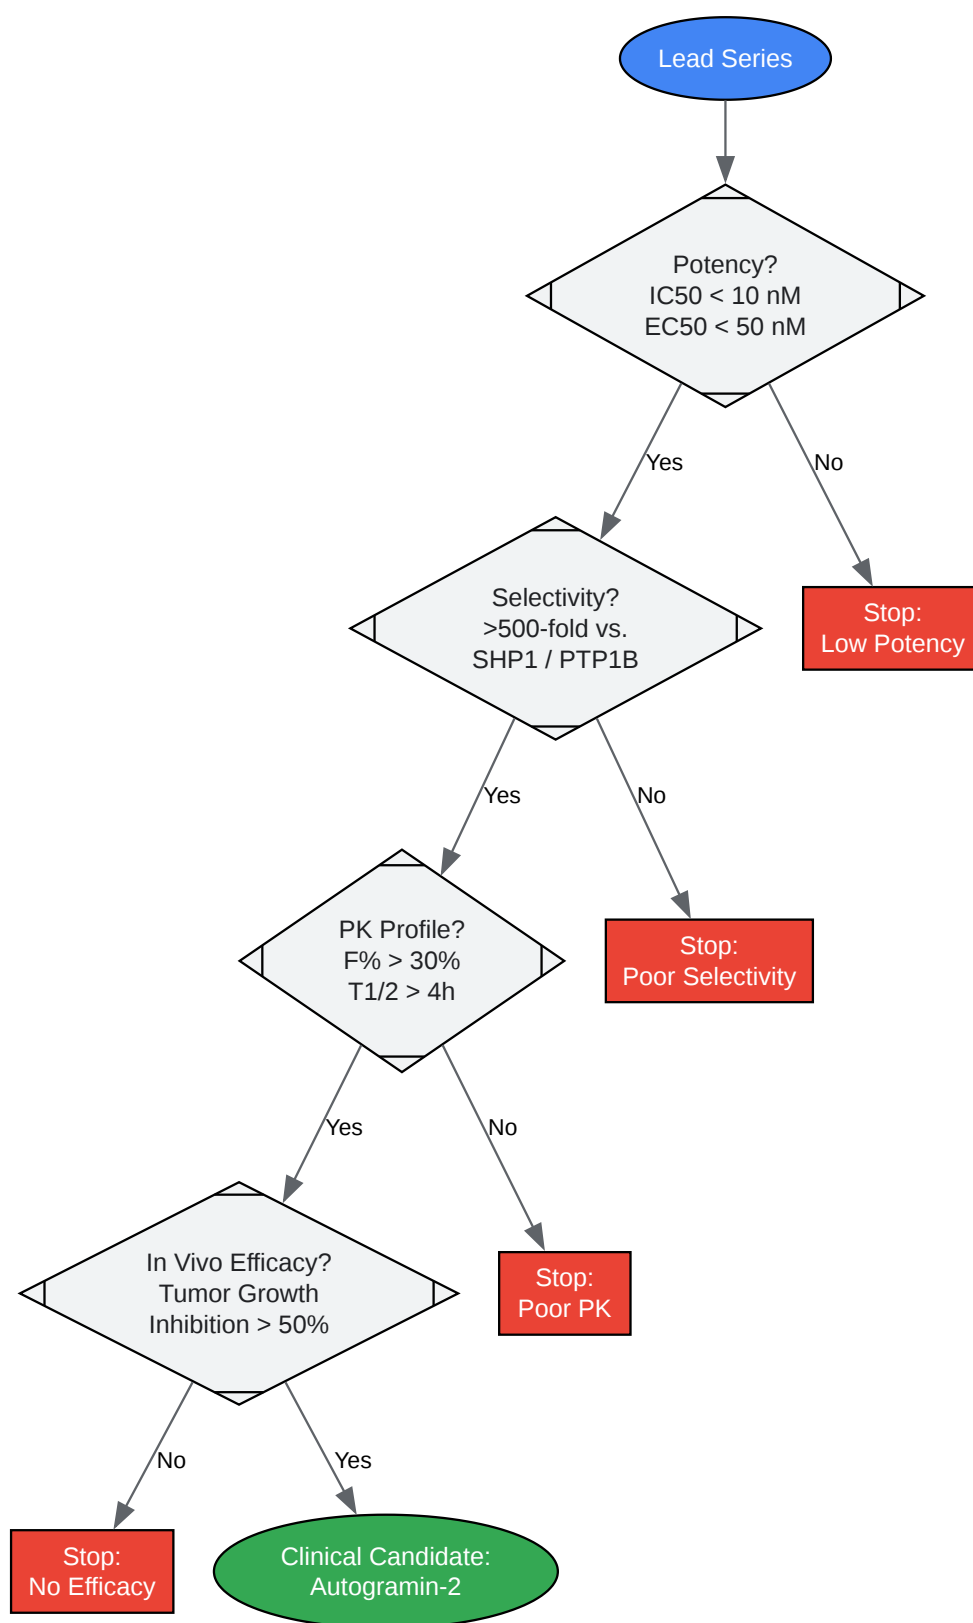 Lead Series
Potency?
IC50 < 10 nM
EC50 < 50 nM
Yes
No
Selectivity?
>500-fold vs.
SHP1 / PTP1B
Stop:
Low Potency
Yes
No
PK Profile?
F% > 30%
T1/2 > 4h
Stop:
Poor Selectivity
Yes
No
In Vivo Efficacy?
Tumor Growth
Inhibition > 50%
Stop:
Poor PK
No
Yes
Stop:
No Efficacy
Clinical Candidate:
Autogramin-2